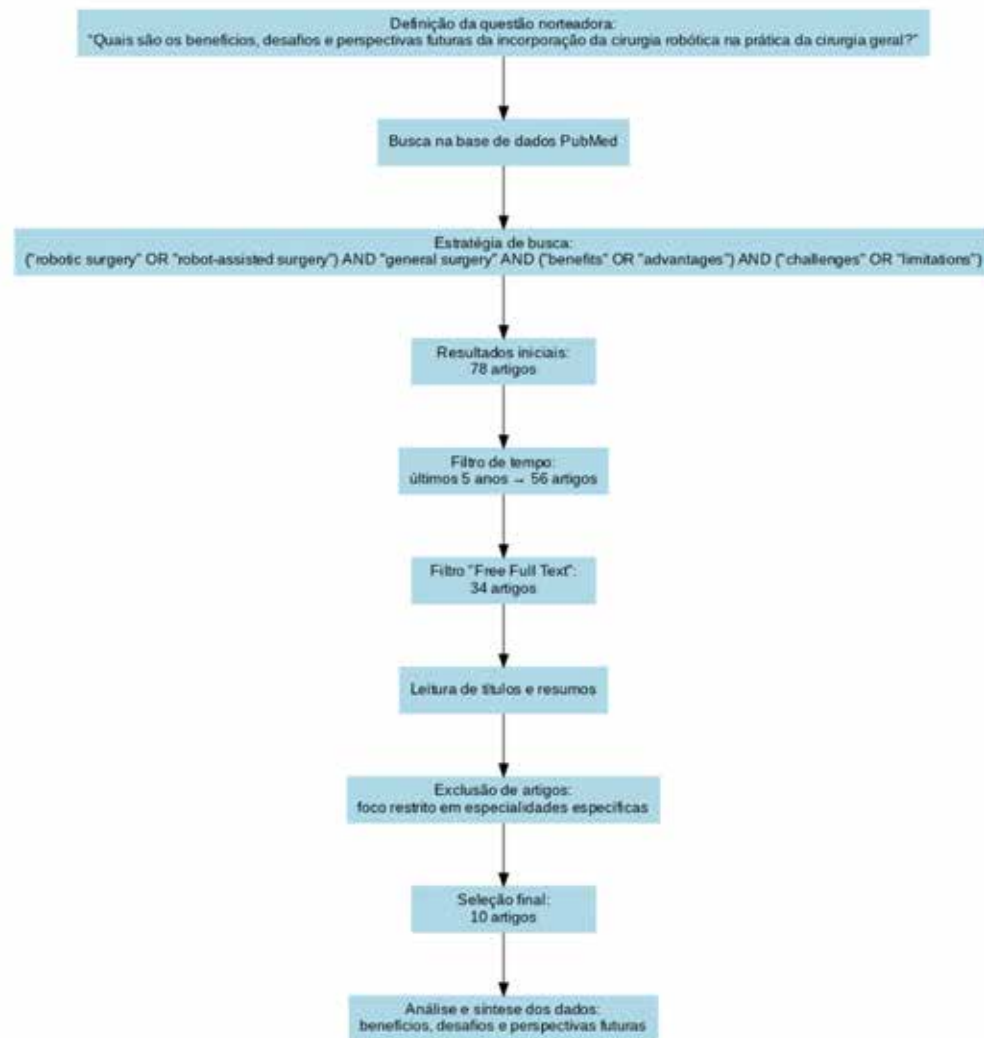 Definição da questão norteadora:
"Quais são os benefícios, desafios e perspectivas futuras da incorporação da cirurgia robótica na prática da cirurgia geral?"
Busca na base de dados PubMed
Estratégia de busca:
("robotic surgery" OR "robot-assisted surgery") AND "general surgery" AND ("benefits" OR "advantages") AND ("challenges" OR "limitations")
Resultados iniciais:
78 artigos
Filtro de tempo:
últimos 5 anos → 56 artigos
Filtro "Free Full Text":
34 artigos
Leitura de títulos e resumos
Exclusão de artigos:
foco restrito em especialidades específicas
Seleção final:
10 artigos
Análise e síntese dos dados:
benefícios, desafios e perspectivas futuras